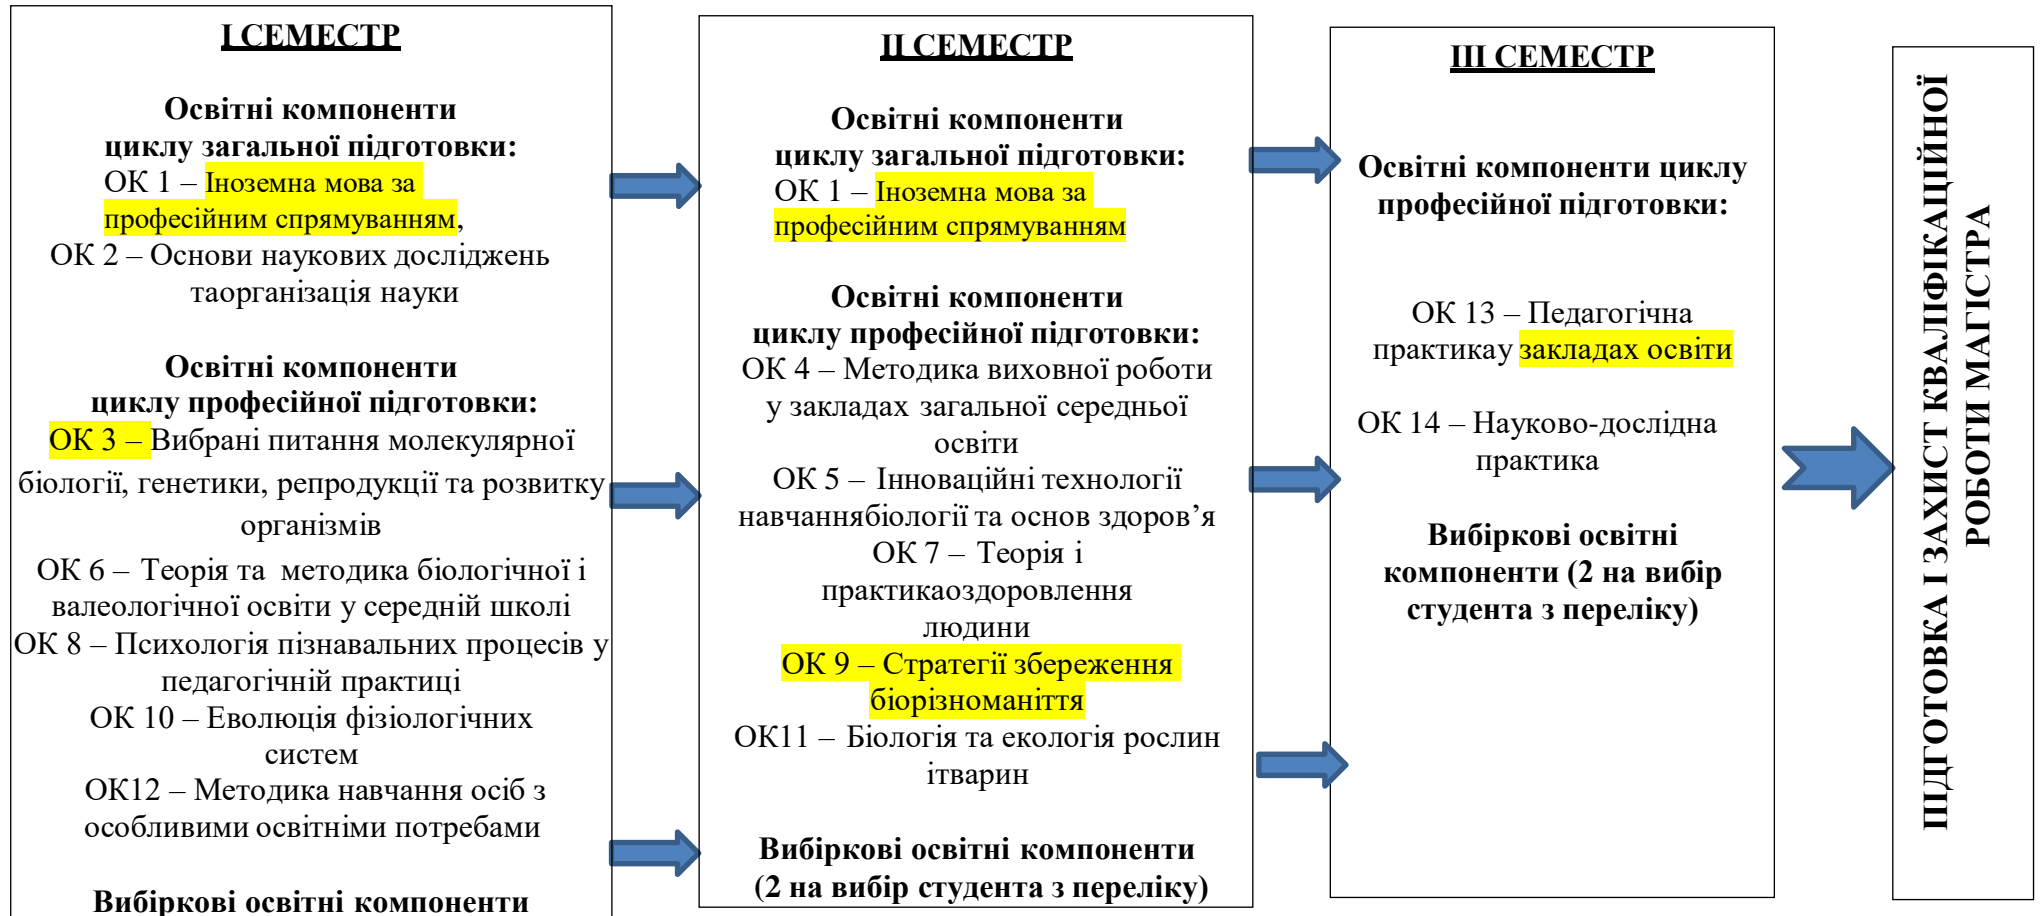 І СЕМЕСТР
Освітні компоненти
циклу загальної підготовки:
ОК 1 – Іноземна мова за
професійним спрямуванням,
ОК 2 – Основи наукових досліджень
таорганізація науки
Освітні компоненти
циклу професійної підготовки:
ОК 3 – Вибрані питання молекулярної
біології, генетики, репродукції та розвитку
організмів
ОК 6 – Теорія та методика біологічної і
валеологічної освіти у середній школі
ОК 8 – Психологія пізнавальних процесів у
педагогічній практиці
ОК 10 – Еволюція фізіологічних
систем
ОК12 – Методика навчання осіб з
особливими освітніми потребами
Вибіркові освітні компоненти
ІІ СЕМЕСТР
Освітні компоненти
циклу загальної підготовки:
ОК 1 – Іноземна мова за
професійним спрямуванням
Освітні компоненти
циклу професійної підготовки:
ОК 4 – Методика виховної роботи
у закладах загальної середньої
освіти
ОК 5 – Інноваційні технології
навчаннябіології та основ здоров’я
ОК 7 – Теорія і
практикаоздоровлення
людини
ОК 9 – Стратегії збереження
біорізноманіття
ОК11 – Біологія та екологія рослин
ітварин
Вибіркові освітні компоненти
(2 на вибір студента з переліку)
ІІІ СЕМЕСТР
Освітні компоненти циклу
професійної підготовки:
ОК 13 – Педагогічна
практикау закладах освіти
ОК 14 – Науково-дослідна
практика
Вибіркові освітні
компоненти (2 на вибір
студента з переліку)
ПІДГОТОВКА І ЗАХИСТ КВАЛІФІКАЦІЙНОЇ
РОБОТИ МАГІСТРА